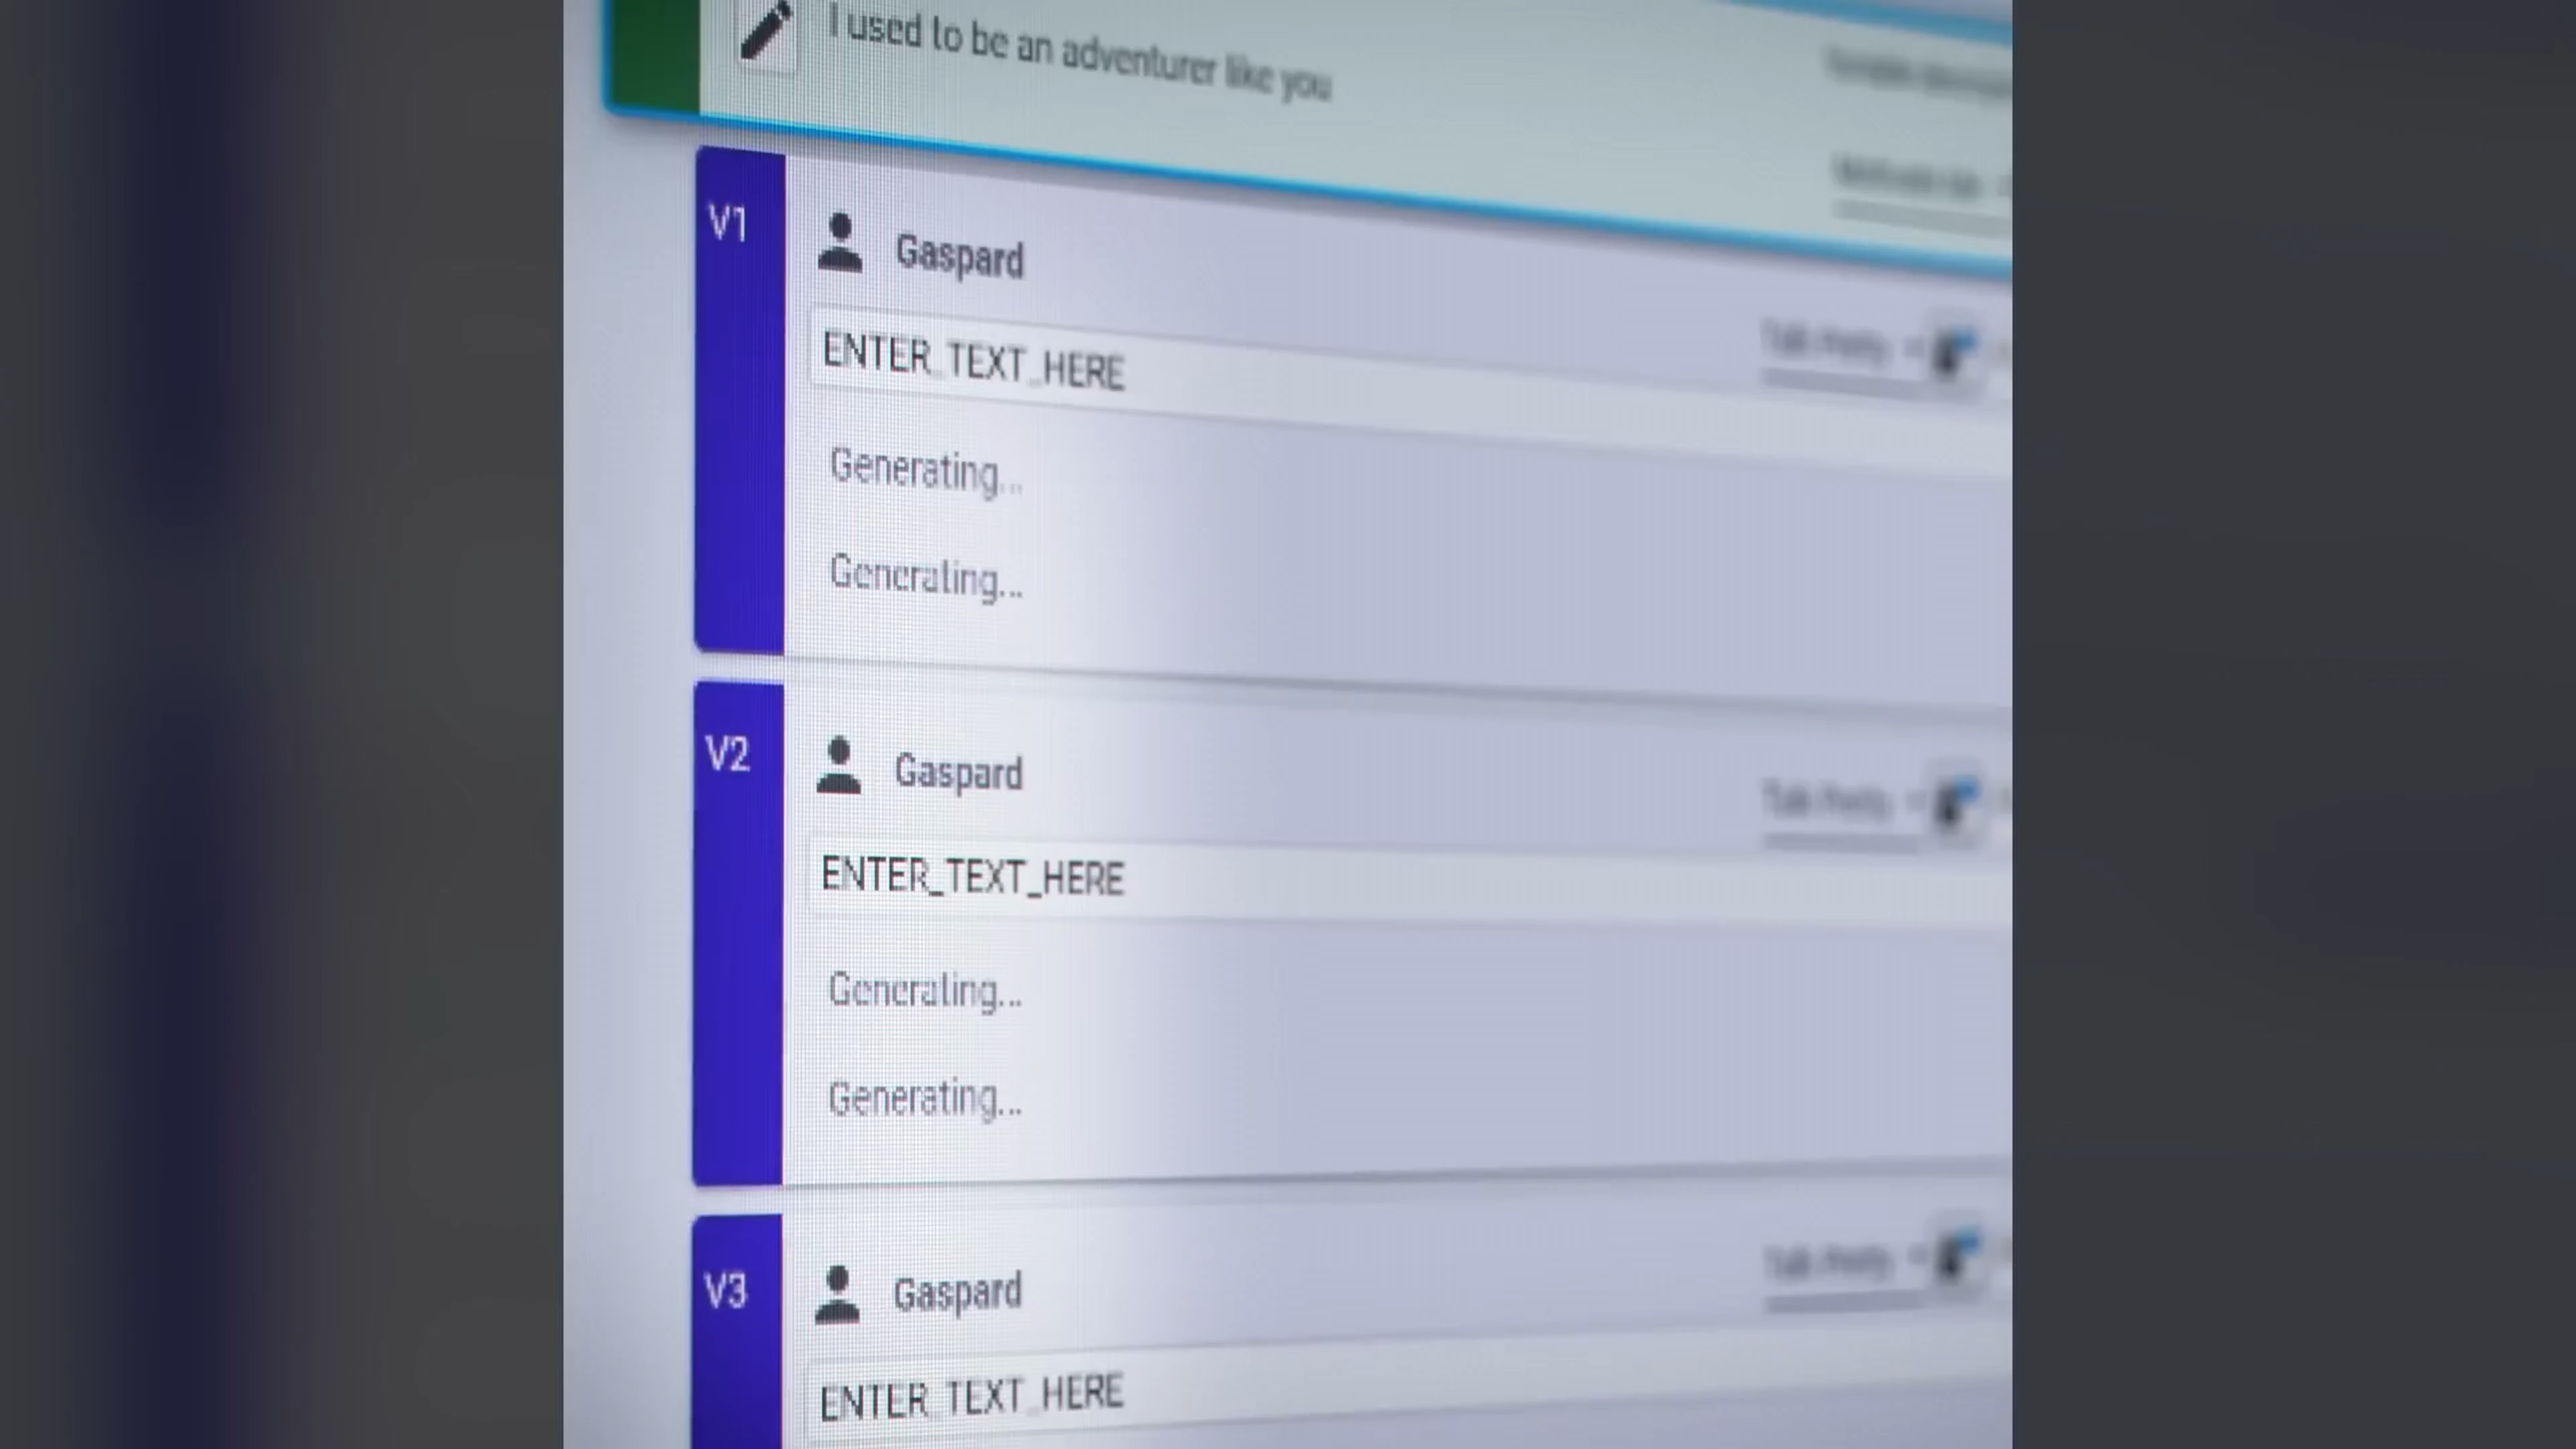 I used to be an adventurer like you
V1
Gaspard
ENTER_TEXT_HERE
Generating...
Generating...
V2
Gaspard
ENTER_TEXT_HERE
Generating...
Generating...
V3
Gaspard
ENTER_TEXT_HERE